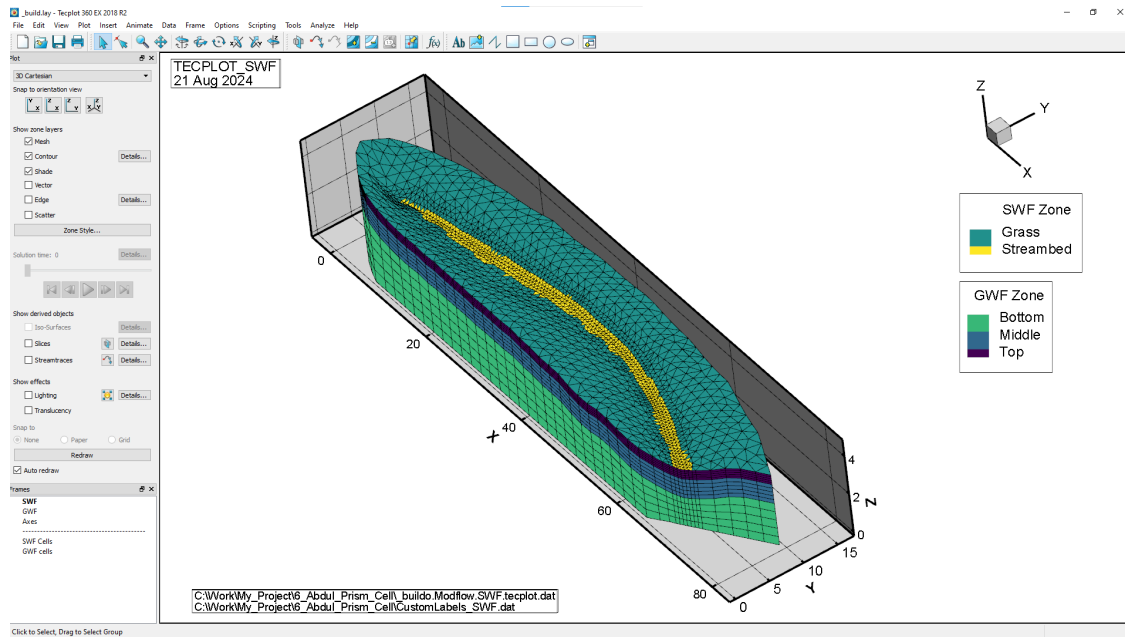 _build.lay - Tecplot 360 EX 2018 R2
File Edit View Plot Insert Animate Data Frame Options Scripting Tools Analyze Help
Plot
3D Cartesian
Snap to orientation view
Show zone layers
Mesh
Contour Details...
Shade
Vector
Edge Details...
Scatter
Zone Style...
Solution time: 0 Details...
Show derived objects
Iso-Surfaces Details...
Slices Details...
Streamtraces Details...
Show effects
Lighting Details...
Translucency
Snap to
None Paper Grid
Redraw
Auto redraw
Frames
SWF
GWF
Axes
SWF Cells
GWF cells
Click to Select, Drag to Select Group
TECPLOT_SWF
21 Aug 2024
Z
Y
X
SWF Zone
Grass
Streambed
GWF Zone
Bottom
Middle
Top
0
20
40
60
80
X
0
5
10
15
Y
0
2
4
Z
C:\Work\My_Project\6_Abdul_Prism_Cell\_buildo.Modflow.SWF.tecplot.dat
C:\Work\My_Project\6_Abdul_Prism_Cell\CustomLabels_SWF.dat